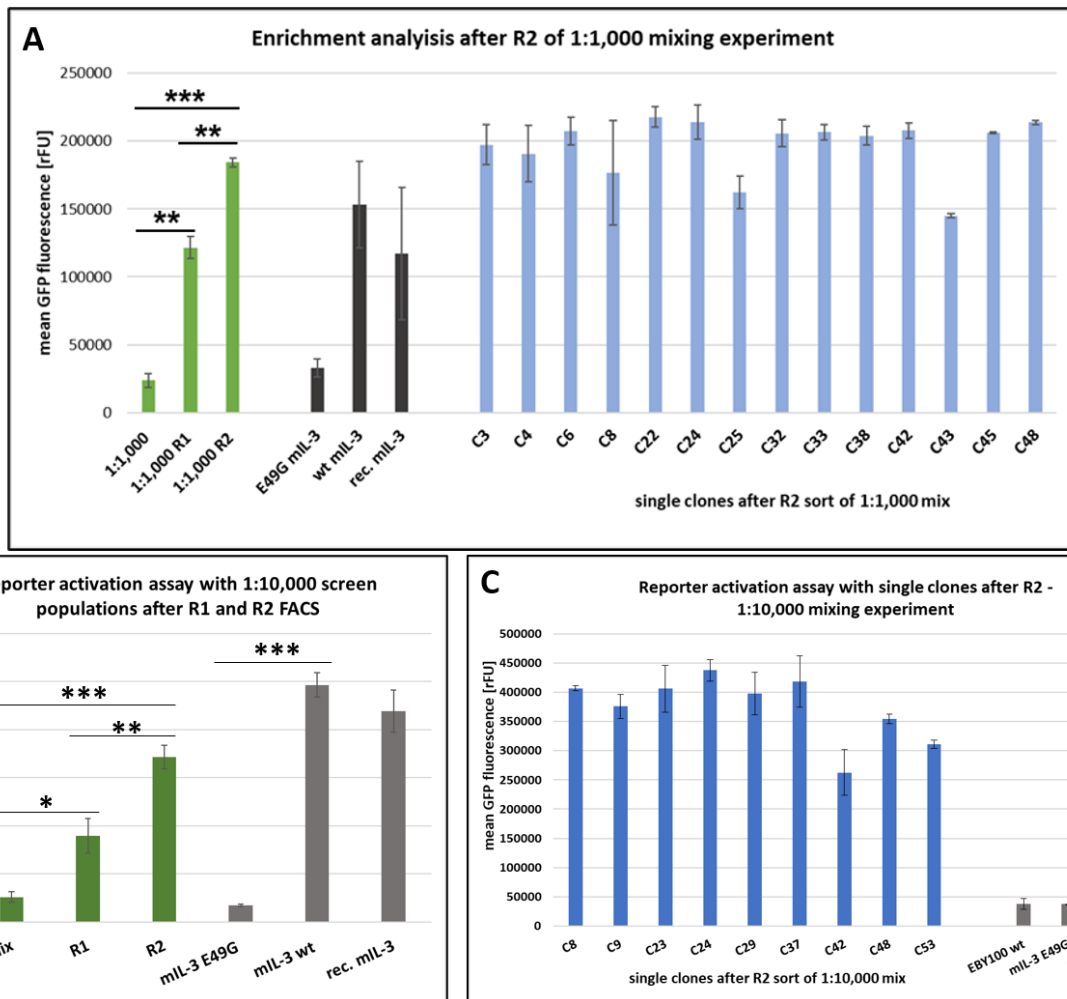 A
Enrichment analyisis after R2 of 1:1,000 mixing experiment
mean GFP fluorescence [rFU]
250000
200000
150000
100000
50000
0
***
**
**
1:1,000
1:1,000 R1
1:1,000 R2
E49G mIL-3
wt mIL-3
rec. mIL-3
C3
C4
C6
C8
C22
C24
C25
C32
C33
C38
C42
C43
C45
C48
single clones after R2 sort of 1:1,000 mix
porter activation assay with 1:10,000 screen
populations after R1 and R2 FACS
***
***
**
*
ix
R1
R2
mIL-3 E49G
mIL-3 wt
rec. mIL-3
C
Reporter activation assay with single clones after R2 -
1:10,000 mixing experiment
mean GFP fluorescence [rFU]
500000
450000
400000
350000
300000
250000
200000
150000
100000
50000
0
C8
C9
C23
C24
C29
C37
C42
C48
C53
EBY100 wt
mIL-3 E49G
single clones after R2 sort of 1:10,000 mix